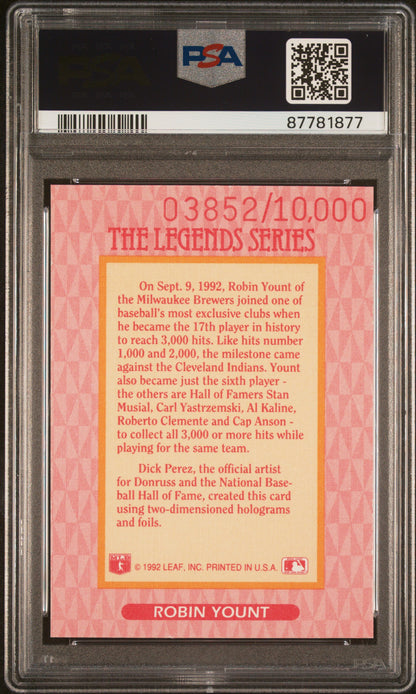 PSA
87781877
03852/10,000
THE LEGENDS SERIES
On Sept. 9, 1992, Robin Yount of
the Milwaukee Brewers joined one of
baseball's most exclusive clubs when
he became the 17th player in history
to reach 3,000 hits. Like hits number
1,000 and 2,000, the milestone came
against the Cleveland Indians. Yount
also became just the sixth player -
the others are Hall of Famers Stan
Musial, Carl Yastrzemski, Al Kaline,
Roberto Clemente and Cap Anson -
to collect all 3,000 or more hits while
playing for the same team.
Dick Perez, the official artist
for Donruss and the National Base-
ball Hall of Fame, created this card
using two-dimensioned holograms
and foils.
© 1992 LEAF, INC. PRINTED IN U.S.A.
ROBIN YOUNT
PSA